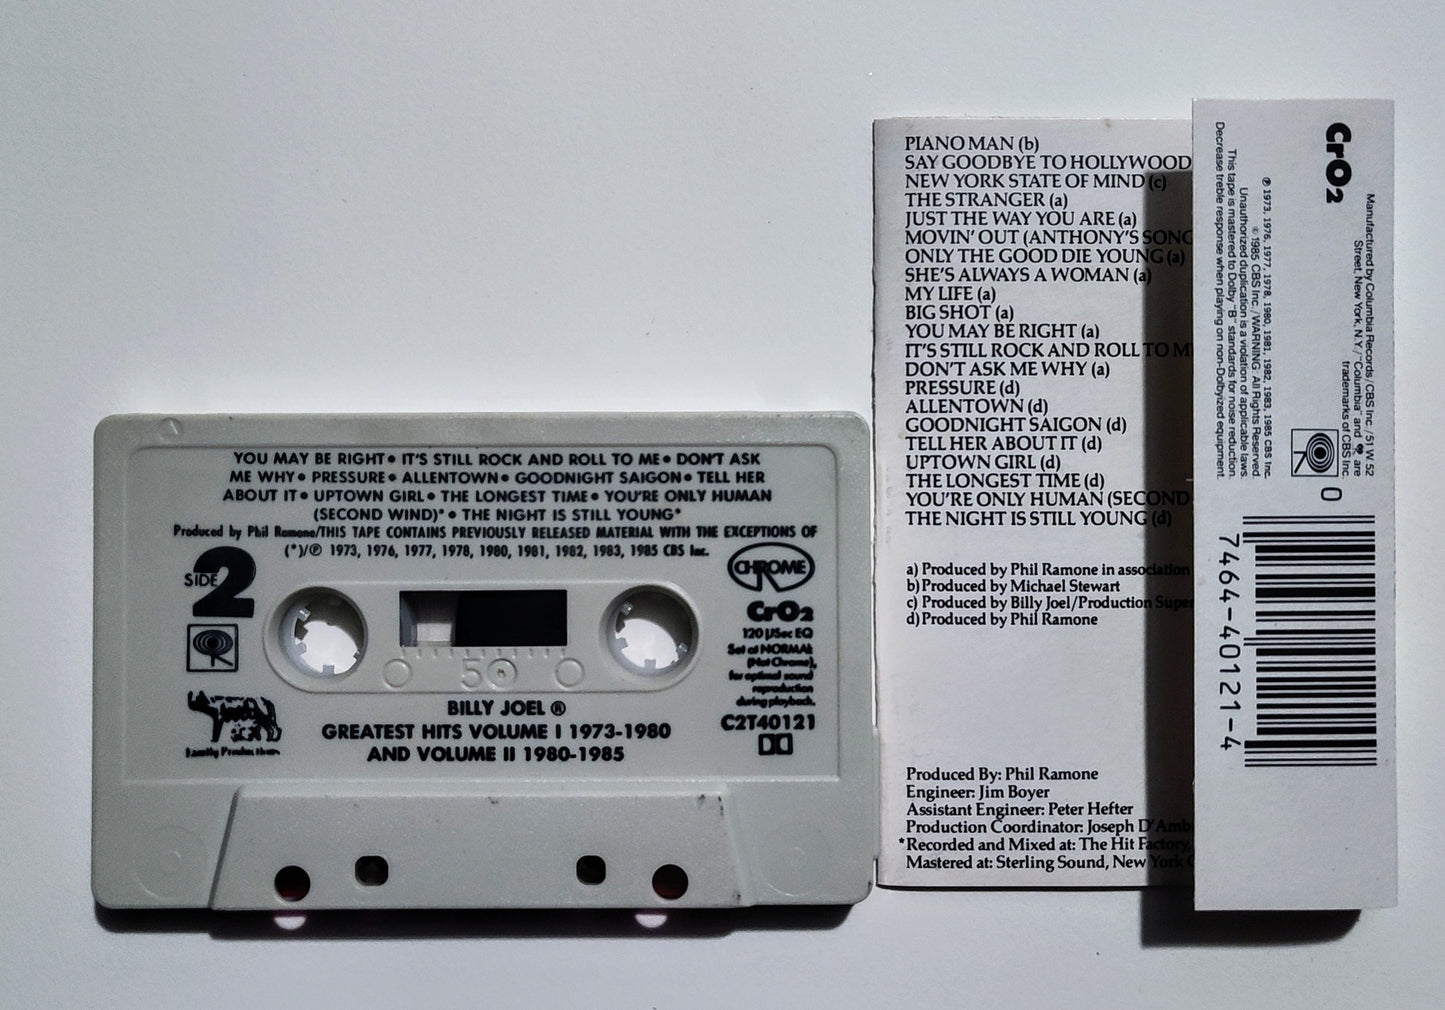 YOU MAY BE RIGHT • IT'S STILL ROCK AND ROLL TO ME • DON'T ASK
ME WHY • PRESSURE • ALLENTOWN • GOODNIGHT SAIGON • TELL HER
ABOUT IT • UPTOWN GIRL • THE LONGEST TIME • YOU'RE ONLY HUMAN
(SECOND WIND)* • THE NIGHT IS STILL YOUNG*
Produced by Phil Ramone/THIS TAPE CONTAINS PREVIOUSLY RELEASED MATERIAL WITH THE EXCEPTIONS OF
(*)/℗ 1973, 1976, 1977, 1978, 1980, 1981, 1982, 1983, 1985 CBS Inc.
SIDE 2
CHROME
CrO2
120 µSec EQ
Set at NORMAL
(Not Chrome),
for optimal sound
reproduction
during playback.
C2T40121
50
BILLY JOEL ®
GREATEST HITS VOLUME I 1973-1980
AND VOLUME II 1980-1985
PIANO MAN (b)
SAY GOODBYE TO HOLLYWOOD
NEW YORK STATE OF MIND (c)
THE STRANGER (a)
JUST THE WAY YOU ARE (a)
MOVIN' OUT (ANTHONY'S SONG
ONLY THE GOOD DIE YOUNG (a)
SHE'S ALWAYS A WOMAN (a)
MY LIFE (a)
BIG SHOT (a)
YOU MAY BE RIGHT (a)
IT'S STILL ROCK AND ROLL TO M
DON'T ASK ME WHY (a)
PRESSURE (d)
ALLENTOWN (d)
GOODNIGHT SAIGON (d)
TELL HER ABOUT IT (d)
UPTOWN GIRL (d)
THE LONGEST TIME (d)
YOU'RE ONLY HUMAN (SECOND
THE NIGHT IS STILL YOUNG (d)
a) Produced by Phil Ramone in association
b) Produced by Michael Stewart
c) Produced by Billy Joel/Production Supe
d) Produced by Phil Ramone
Produced By: Phil Ramone
Engineer: Jim Boyer
Assistant Engineer: Peter Hefter
Production Coordinator: Joseph D'Amb
*Recorded and Mixed at: The Hit Factory,
Mastered at: Sterling Sound, New York C
CrO2
Manufactured by Columbia Records/CBS Inc./51 W 52
Street, New York, N.Y./"Columbia" and are
trademarks of CBS Inc.
℗ 1973, 1976, 1977, 1978, 1980, 1981, 1982, 1983, 1985 CBS Inc.
© 1985 CBS Inc./WARNING: All Rights Reserved.
Unauthorized duplication is a violation of applicable laws.
This tape is mastered to Dolby "B" standards for noise reduction.
Decrease treble response when playing on non-Dolbyized equipment.
0
7464-40121-4